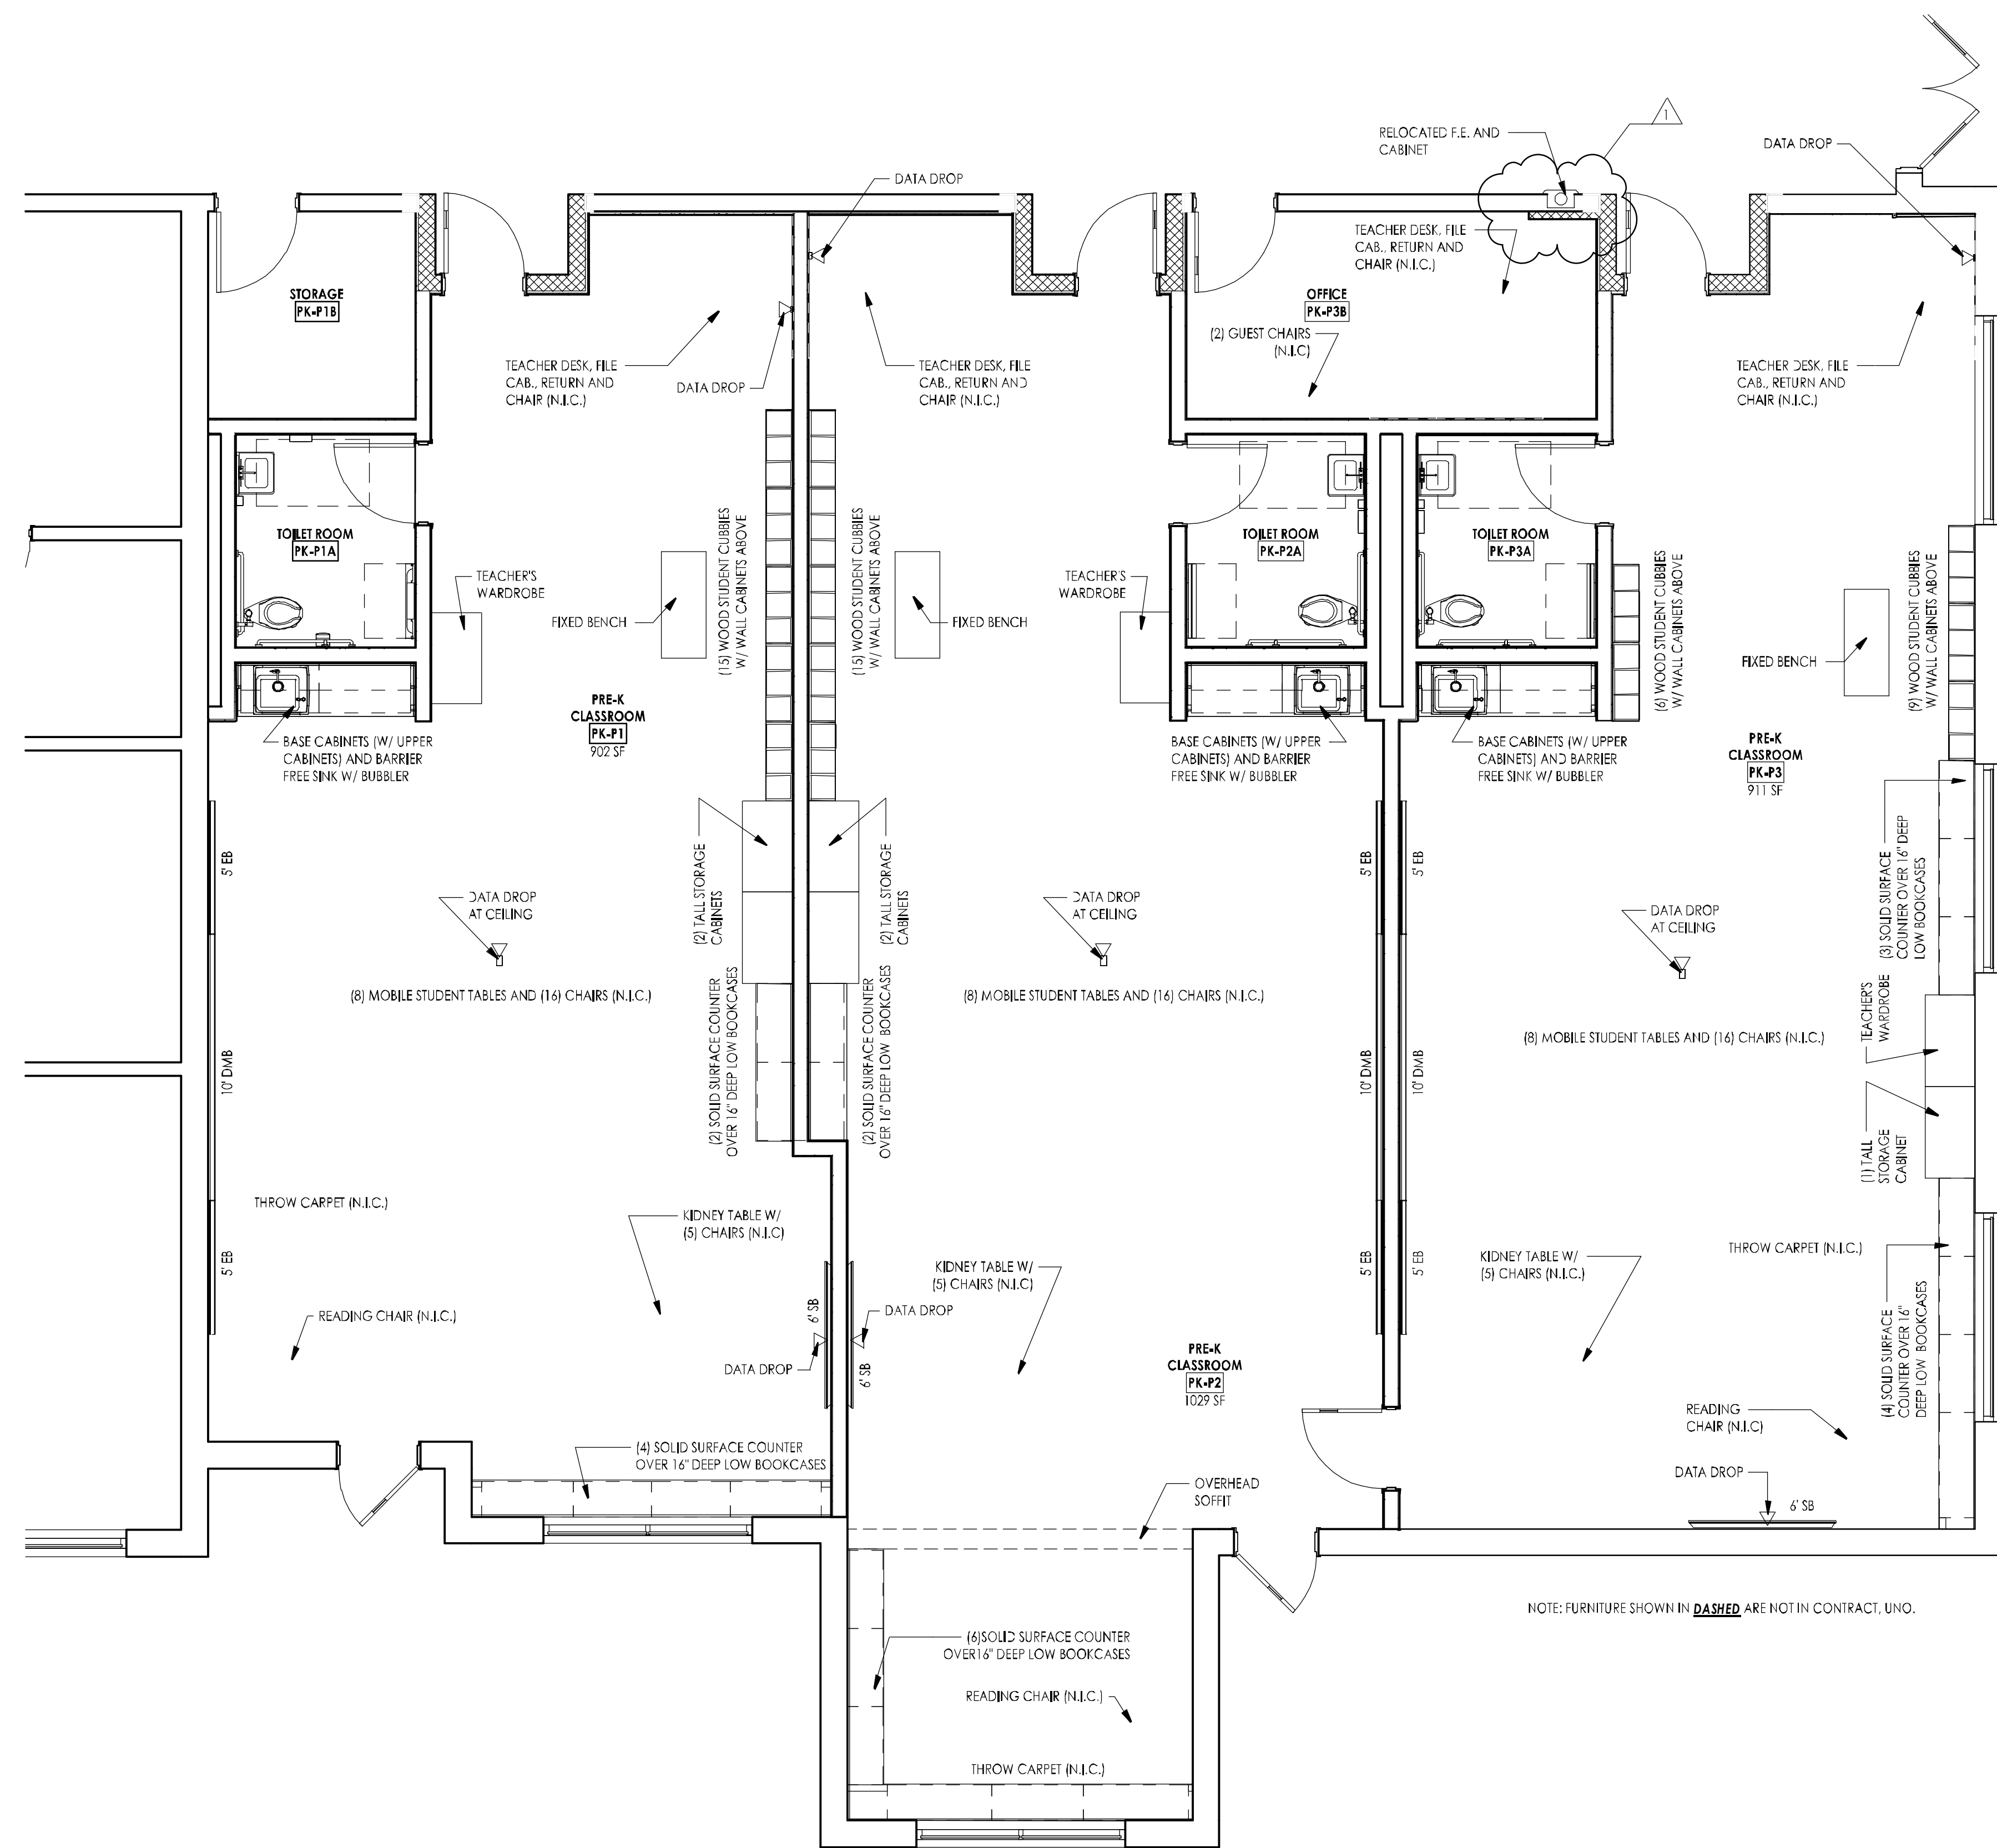 1
RELOCATED F.E. AND
CABINET
DATA DROP
DATA DROP
TEACHER DESK, FILE
CAB., RETURN AND
CHAIR (N.I.C.)
STORAGE
PK-P1B
OFFICE
PK-P3B
(2) GUEST CHAIRS
(N.I.C)
TEACHER DESK, FILE
CAB., RETURN AND
CHAIR (N.I.C.)
DATA DROP
TEACHER DESK, FILE
CAB., RETURN AND
CHAIR (N.I.C.)
TEACHER DESK, FILE
CAB., RETURN AND
CHAIR (N.I.C.)
TOILET ROOM
PK-P1A
TEACHER'S
WARDROBE
FIXED BENCH
(15) WOOD STUDENT CUBBIES
W/ WALL CABINETS ABOVE
(15) WOOD STUDENT CUBBIES
W/ WALL CABINETS ABOVE
FIXED BENCH
TEACHER'S
WARDROBE
TOILET ROOM
PK-P2A
TOILET ROOM
PK-P3A
(6) WOOD STUDENT CUBBIES
W/ WALL CABINETS ABOVE
FIXED BENCH
(9) WOOD STUDENT CUBBIES
W/ WALL CABINETS ABOVE
PRE-K
CLASSROOM
PK-P1
902 SF
BASE CABINETS (W/ UPPER
CABINETS) AND BARRIER
FREE SINK W/ BUBBLER
BASE CABINETS (W/ UPPER
CABINETS) AND BARRIER
FREE SINK W/ BUBBLER
BASE CABINETS (W/ UPPER
CABINETS) AND BARRIER
FREE SINK W/ BUBBLER
PRE-K
CLASSROOM
PK-P3
911 SF
5' EB
DATA DROP
AT CEILING
(2) TALL STORAGE
CABINETS
(2) TALL STORAGE
CABINETS
DATA DROP
AT CEILING
5' EB
5' EB
DATA DROP
AT CEILING
(3) SOLID SURFACE
COUNTER OVER 16" DEEP
LOW BOOKCASES
(8) MOBILE STUDENT TABLES AND (16) CHAIRS (N.I.C.)
(8) MOBILE STUDENT TABLES AND (16) CHAIRS (N.I.C.)
(8) MOBILE STUDENT TABLES AND (16) CHAIRS (N.I.C.)
TEACHER'S
WARDROBE
10' DMB
(2) SOLID SURFACE COUNTER
OVER 16" DEEP LOW BOOKCASES
(2) SOLID SURFACE COUNTER
OVER 16" DEEP LOW BOOKCASES
10' DMB
10' DMB
(1) TALL
STORAGE
CABINET
THROW CARPET (N.I.C.)
KIDNEY TABLE W/
(5) CHAIRS (N.I.C)
5' EB
KIDNEY TABLE W/
(5) CHAIRS (N.I.C)
5' EB
5' EB
KIDNEY TABLE W/
(5) CHAIRS (N.I.C.)
THROW CARPET (N.I.C.)
READING CHAIR (N.I.C.)
6' SB
DATA DROP
DATA DROP
6' SB
(4) SOLID SURFACE
COUNTER OVER 16"
DEEP LOW BOOKCASES
PRE-K
CLASSROOM
PK-P2
1029 SF
READING
CHAIR (N.I.C)
(4) SOLID SURFACE COUNTER
OVER 16" DEEP LOW BOOKCASES
OVERHEAD
SOFFIT
DATA DROP
6' SB
NOTE: FURNITURE SHOWN IN DASHED ARE NOT IN CONTRACT, UNO.
(6)SOLID SURFACE COUNTER
OVER16" DEEP LOW BOOKCASES
READING CHAIR (N.I.C.)
THROW CARPET (N.I.C.)